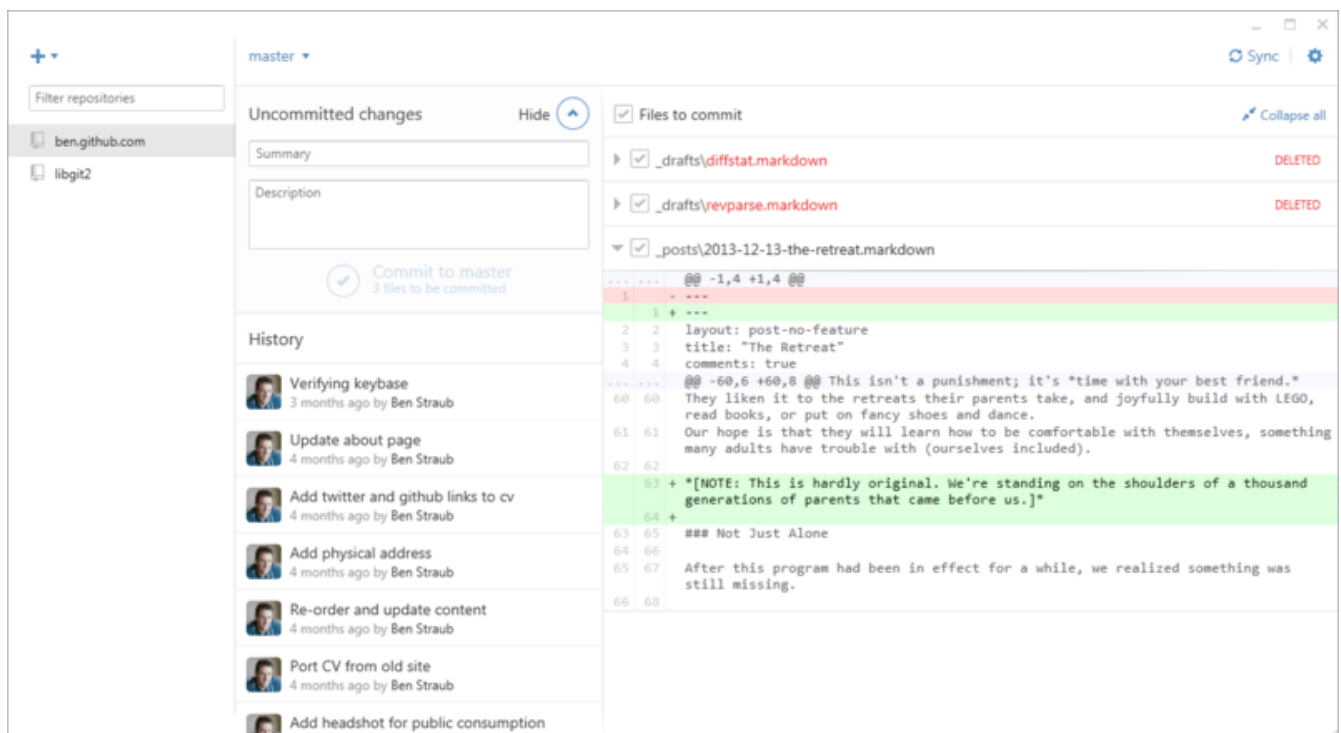 master
Sync
Filter repositories
ben.github.com
libgit2
Uncommitted changes
Hide
Summary
Description
Commit to master
3 files to be committed
History
Verifying keybase
3 months ago by Ben Straub
Update about page
4 months ago by Ben Straub
Add twitter and github links to cv
4 months ago by Ben Straub
Add physical address
4 months ago by Ben Straub
Re-order and update content
4 months ago by Ben Straub
Port CV from old site
4 months ago by Ben Straub
Add headshot for public consumption
Files to commit
Collapse all
_drafts\diffstat.markdown DELETED
_drafts\revparse.markdown DELETED
_posts\2013-12-13-the-retreat.markdown
... ... @@ -1,4 +1,4 @@
1 - ---
1 + ---
2 2 layout: post-no-feature
3 3 title: "The Retreat"
4 4 comments: true
... ... @@ -60,6 +60,8 @@ This isn't a punishment; it's *time with your best friend.*
60 60 They liken it to the retreats their parents take, and joyfully build with LEGO,
read books, or put on fancy shoes and dance.
61 61 Our hope is that they will learn how to be comfortable with themselves, something
many adults have trouble with (ourselves included).
62 62
63 + *[NOTE: This is hardly original. We're standing on the shoulders of a thousand
generations of parents that came before us.]*
64 +
63 65 ### Not Just Alone
64 66
65 67 After this program had been in effect for a while, we realized something was
still missing.
66 68